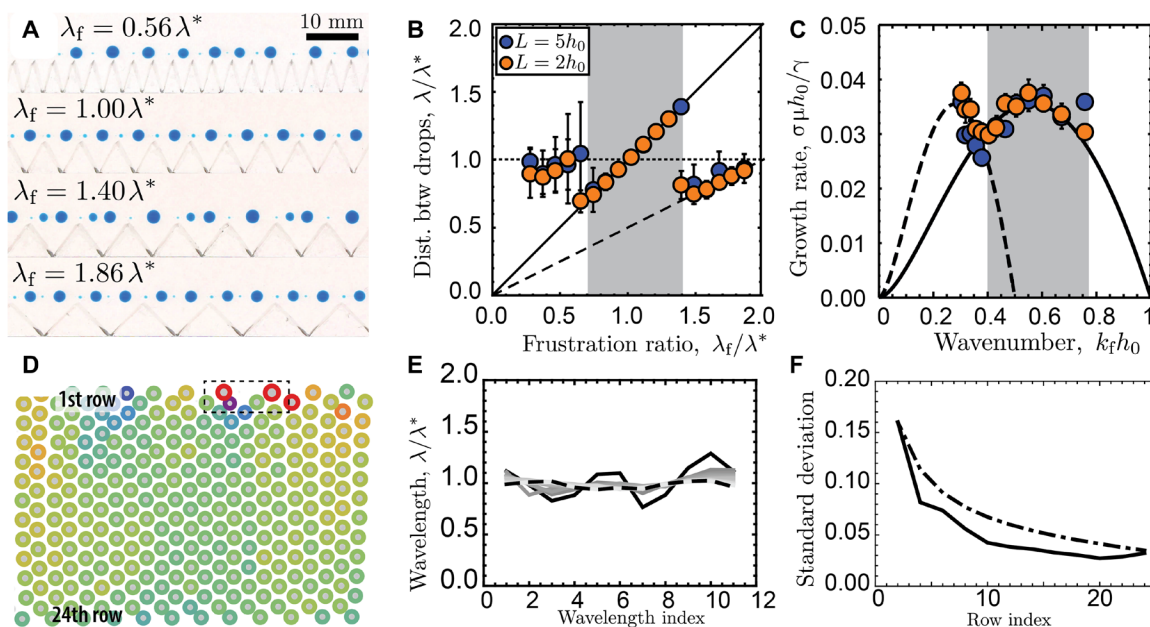 A
λf = 0.56λ*
10 mm
λf = 1.00λ*
λf = 1.40λ*
λf = 1.86λ*
B
2.0
1.5
1.0
0.5
0.0
0.0
0.5
1.0
1.5
2.0
Dist. btw drops, λ/λ*
Frustration ratio, λf/λ*
L = 5h0
L = 2h0
C
0.05
0.04
0.03
0.02
0.01
0.00
0
0.2
0.4
0.6
0.8
1
Growth rate, σμh0/γ
Wavenumber, kfh0
D
1st row
24th row
E
2.0
1.5
1.0
0.5
0.0
0
2
4
6
8
10
12
Wavelength, λ/λ*
Wavelength index
F
0.20
0.15
0.10
0.05
0.00
0
10
20
Standard deviation
Row index